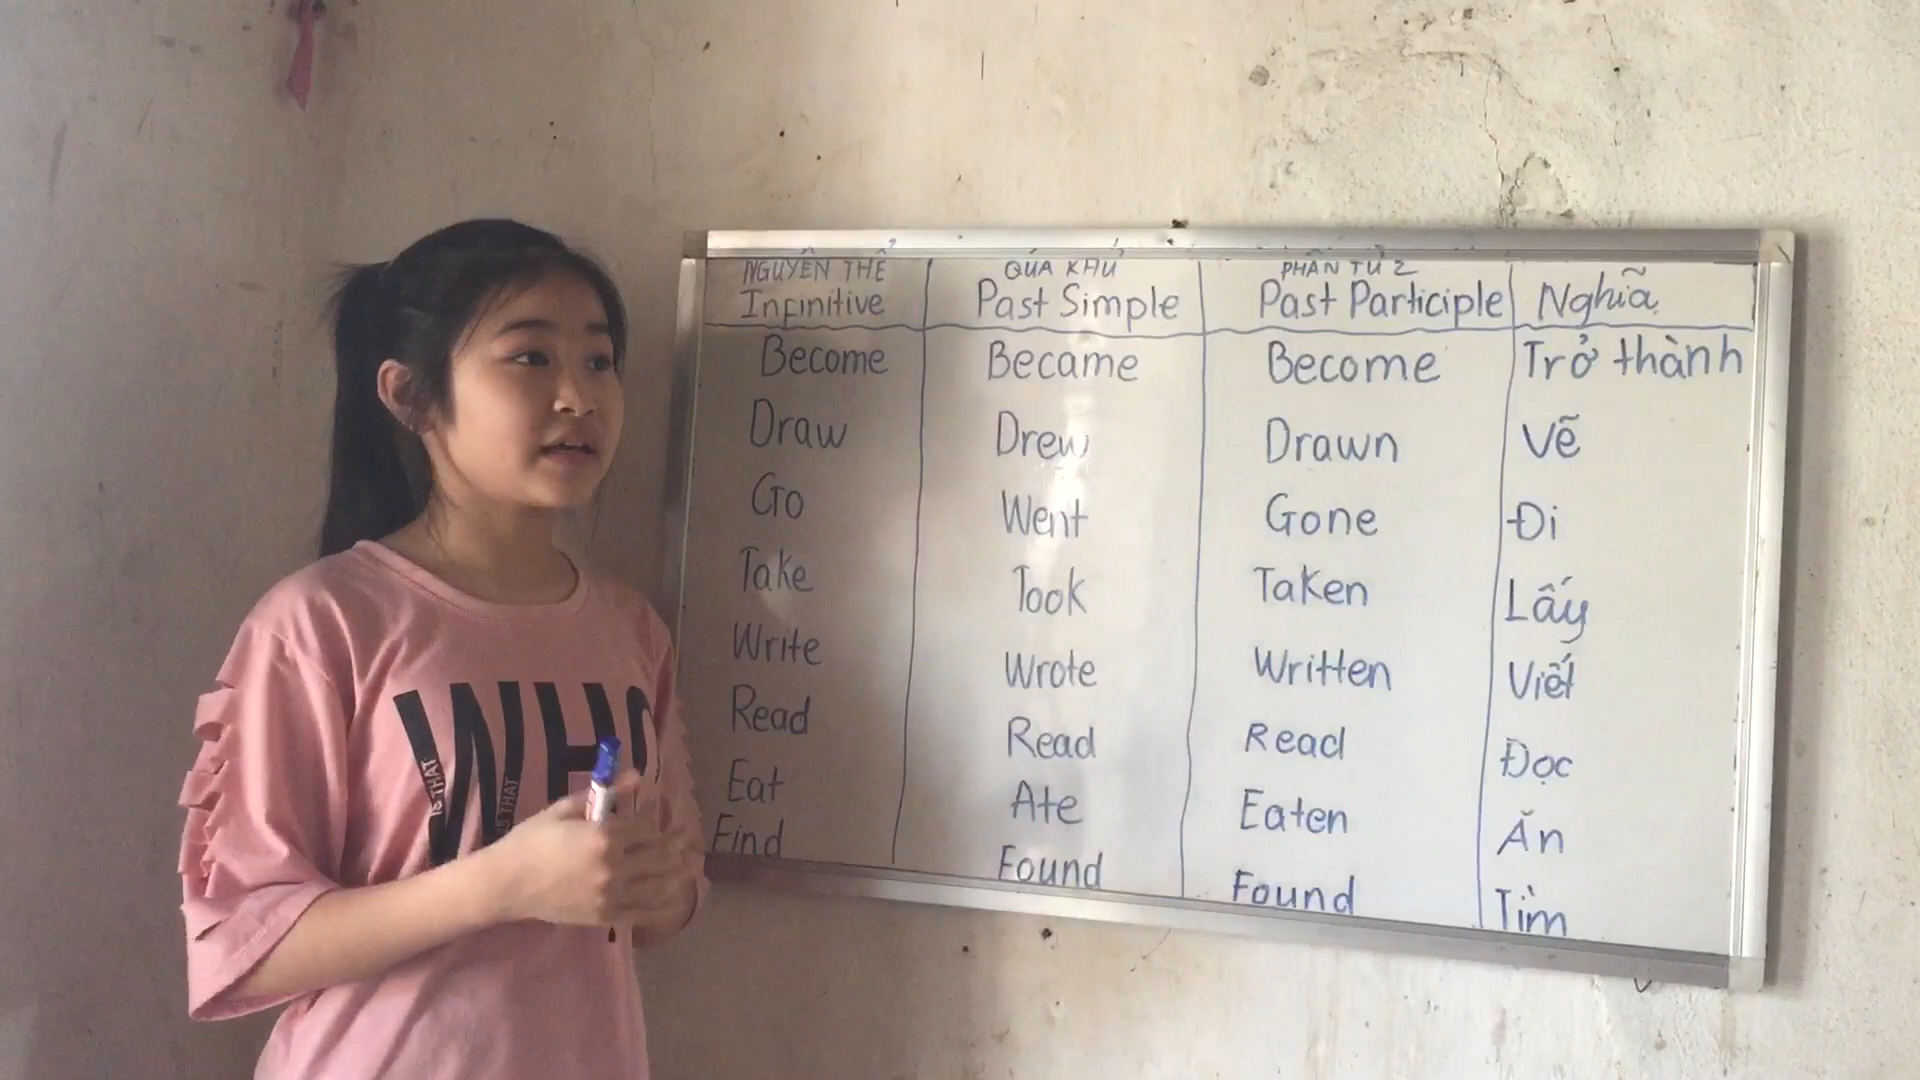 NGUYÊN THỂ QUÁ KHỨ PHÂN TỪ 2
Infinitive Past Simple Past Participle Nghĩa
Become Became Become Trở thành
Draw Drew Drawn Vẽ
Go Went Gone Đi
Take Took Taken Lấy
Write Wrote Written Viết
Read Read Read Đọc
Eat Ate Eaten Ăn
Find Found Found Tìm
WHO
IS THAT
IS THAT